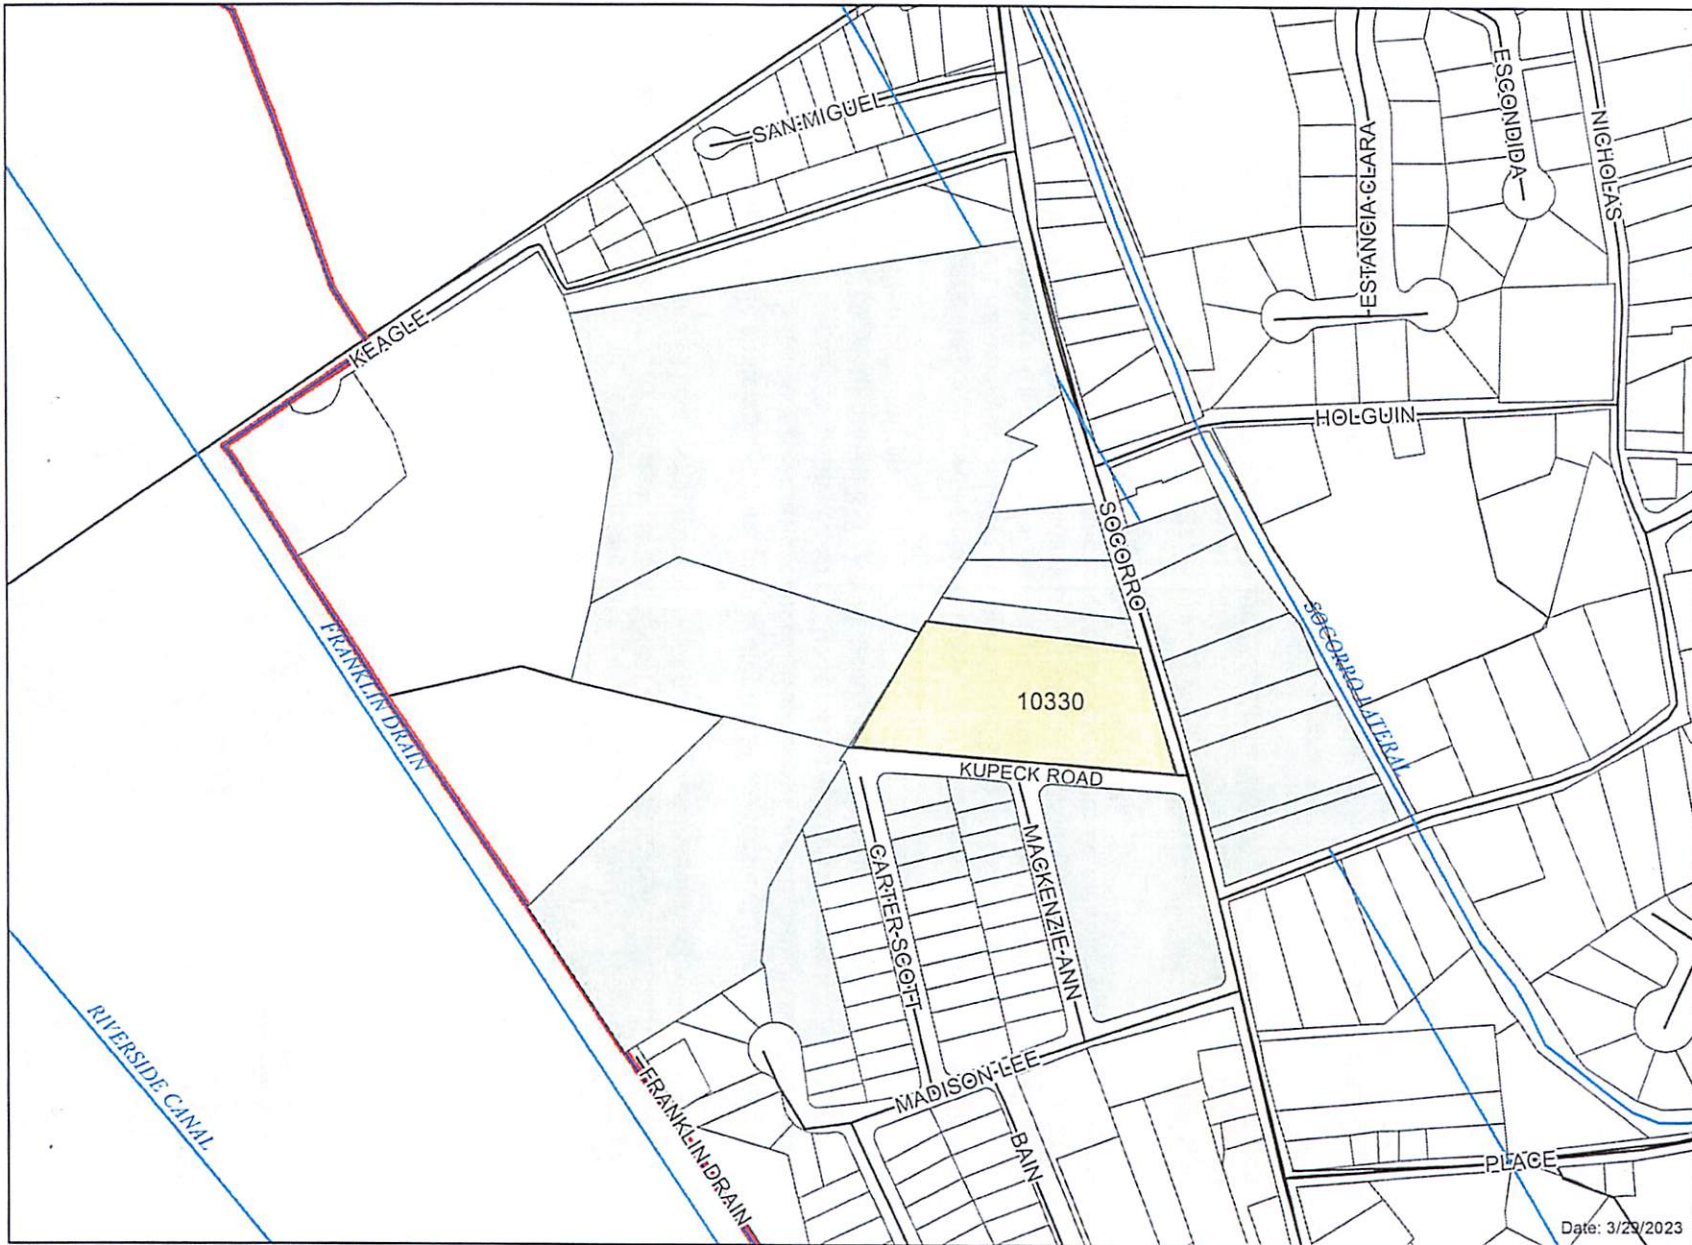 SAN MIGUEL
ESCONDIDA
NICHOLAS
ESTANCIA CLARA
KEAGLE
HOLGUIN
SOCORRO
FRANKLIN DRAIN
SOCORRO LATERAL
10330
KUPECK ROAD
CARTER SCOTT
MACKENZIE ANN
RIVERSIDE CANAL
MADISON LEE
FRANKLIN DRAIN
BAIN
PLACE
Date: 3/29/2023